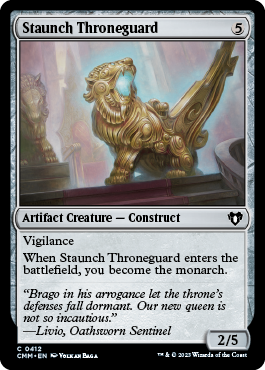 Staunch Throneguard 5
Artifact Creature — Construct
Vigilance
When Staunch Throneguard enters the
battlefield, you become the monarch.
“Brago in his arrogance let the throne’s
defenses fall dormant. Our new queen is
not so incautious.”
—Livio, Oathsworn Sentinel
2/5
C 0412
CMM • EN Volkan Baga
™ & © 2023 Wizards of the Coast